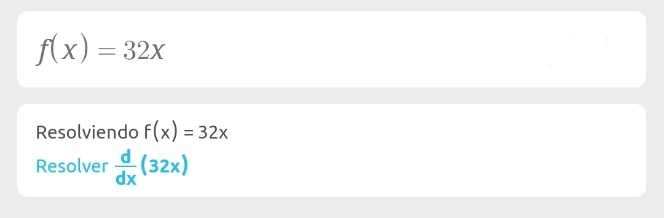 f(x) = 32x
Resolviendo f(x) = 32x
Resolver d/dx (32x)